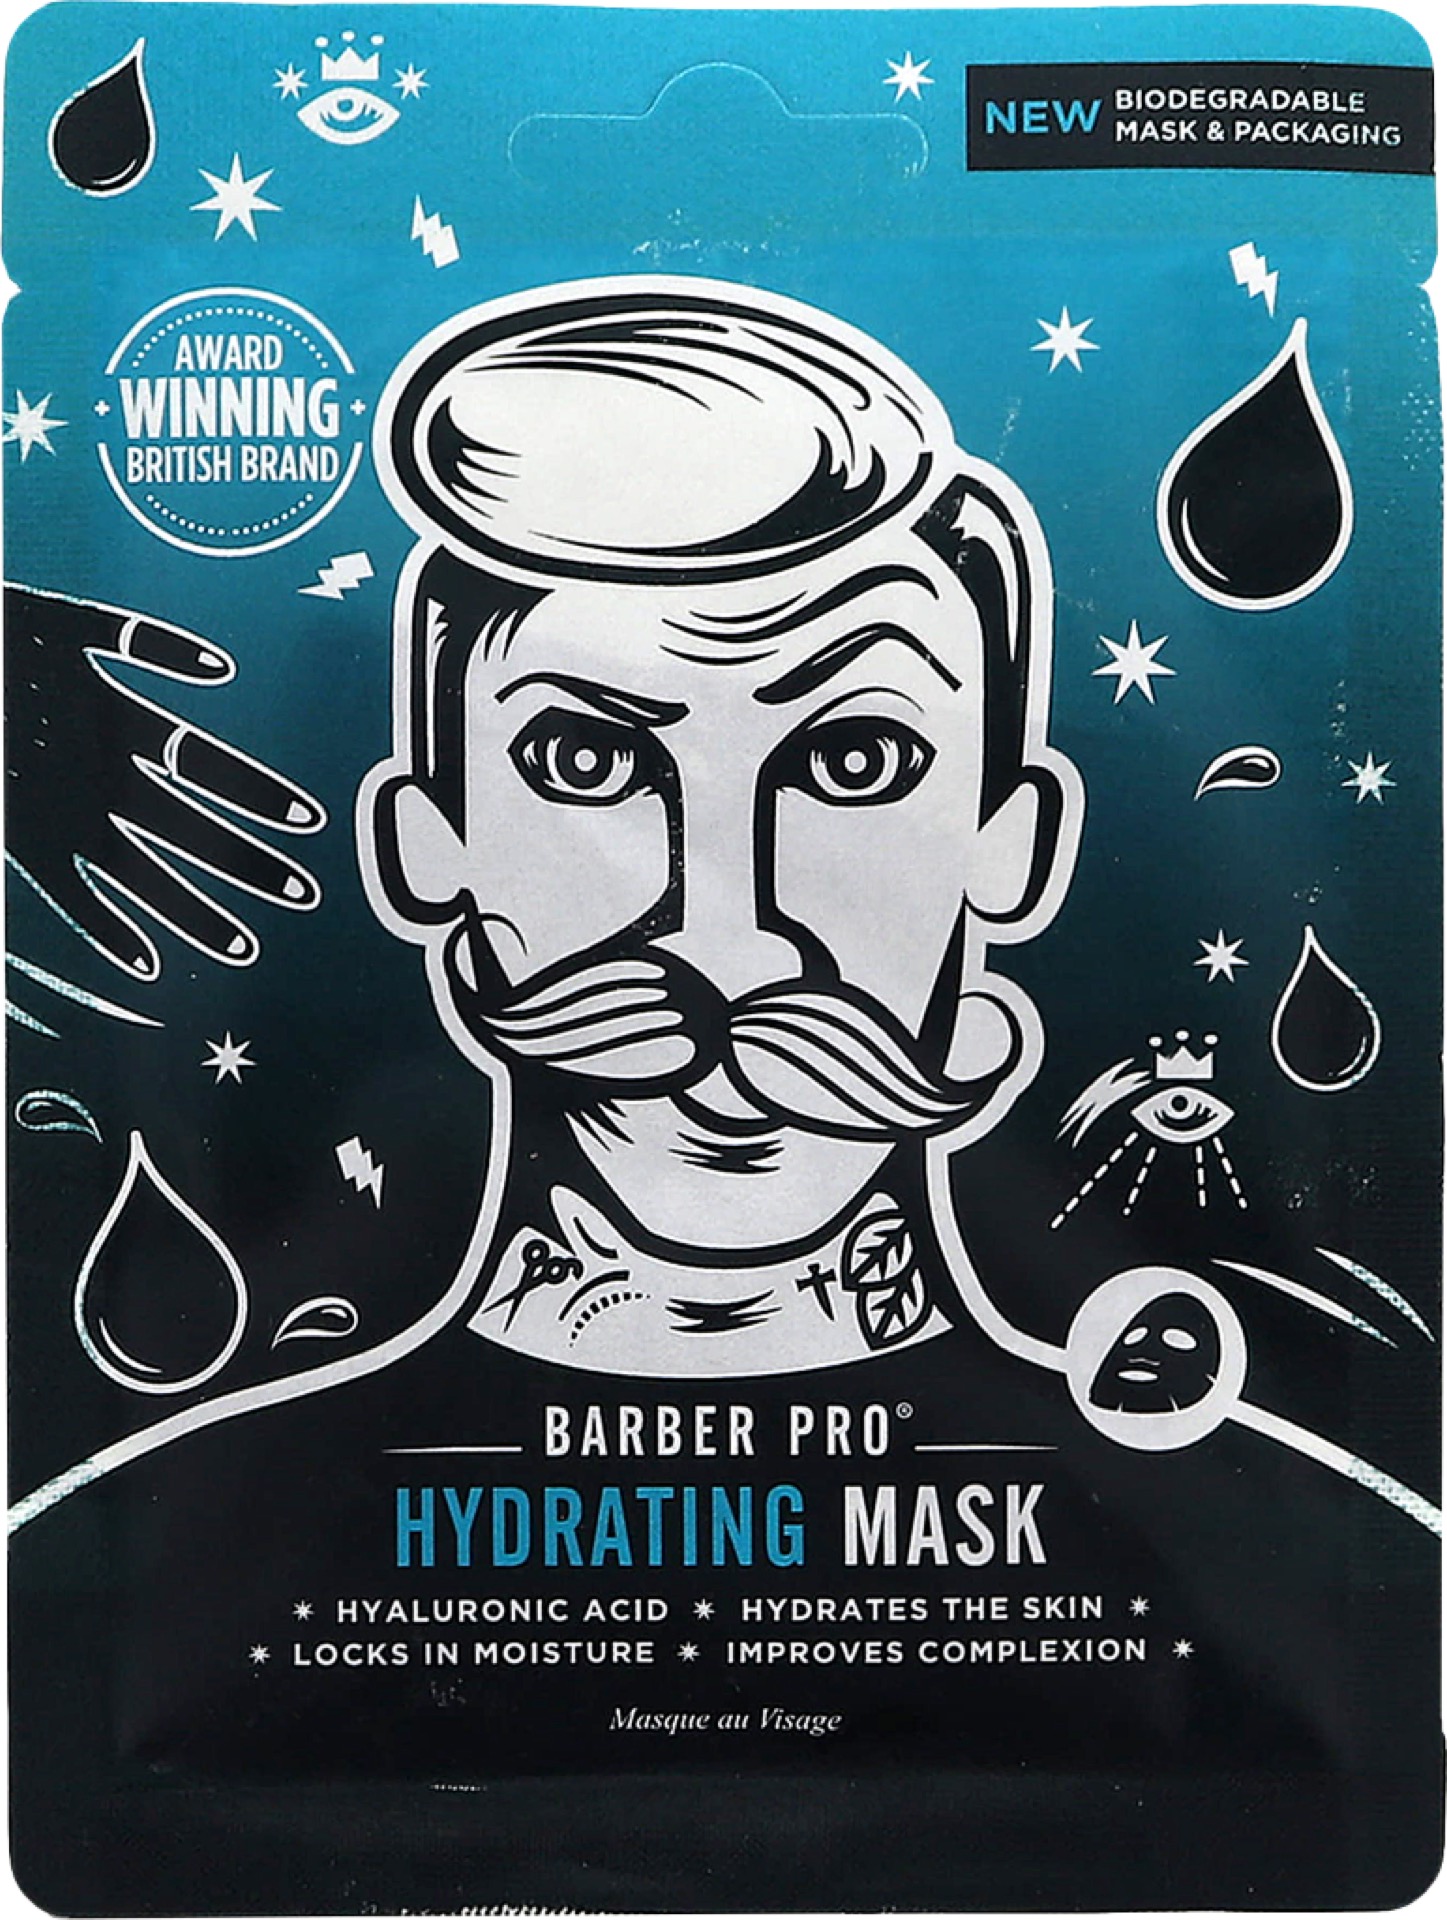 NEW BIODEGRADABLE
MASK & PACKAGING
AWARD
WINNING
BRITISH BRAND
BARBER PRO®
HYDRATING MASK
* HYALURONIC ACID * HYDRATES THE SKIN *
* LOCKS IN MOISTURE * IMPROVES COMPLEXION *
Masque au Visage